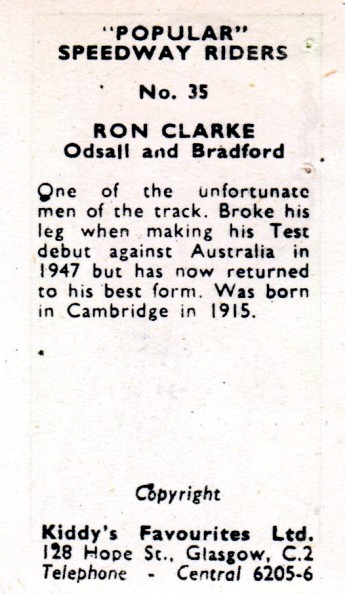 "POPULAR"
SPEEDWAY RIDERS
No. 35
RON CLARKE
Odsall and Bradford
One of the unfortunate
men of the track. Broke his
leg when making his Test
debut against Australia in
1947 but has now returned
to his best form. Was born
in Cambridge in 1915.
Copyright
Kiddy's Favourites Ltd.
128 Hope St., Glasgow, C.2
Telephone - Central 6205-6